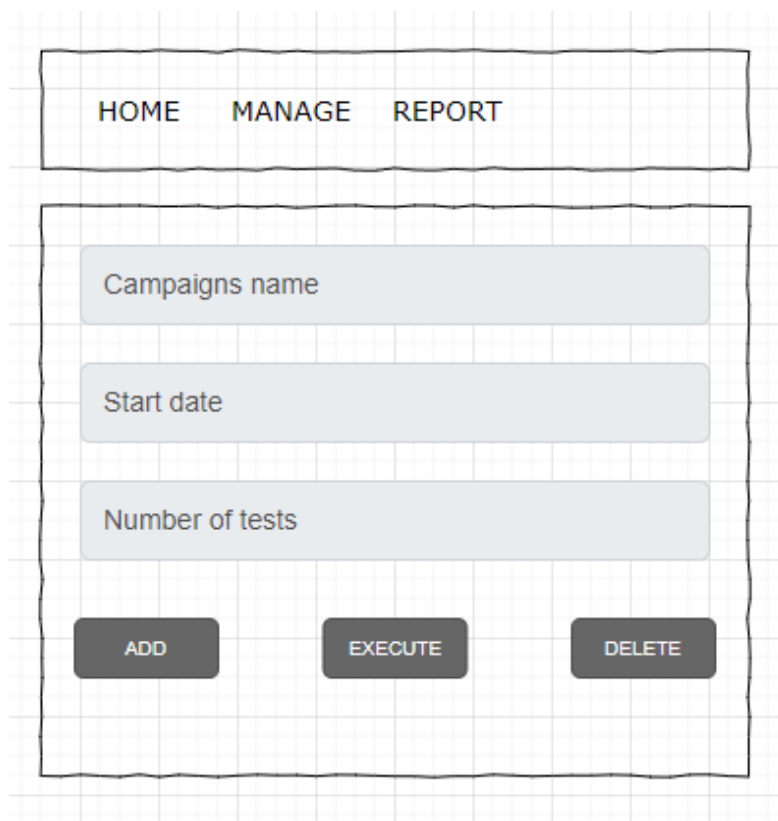 HOME MANAGE REPORT
Campaigns name
Start date
Number of tests
ADD EXECUTE DELETE